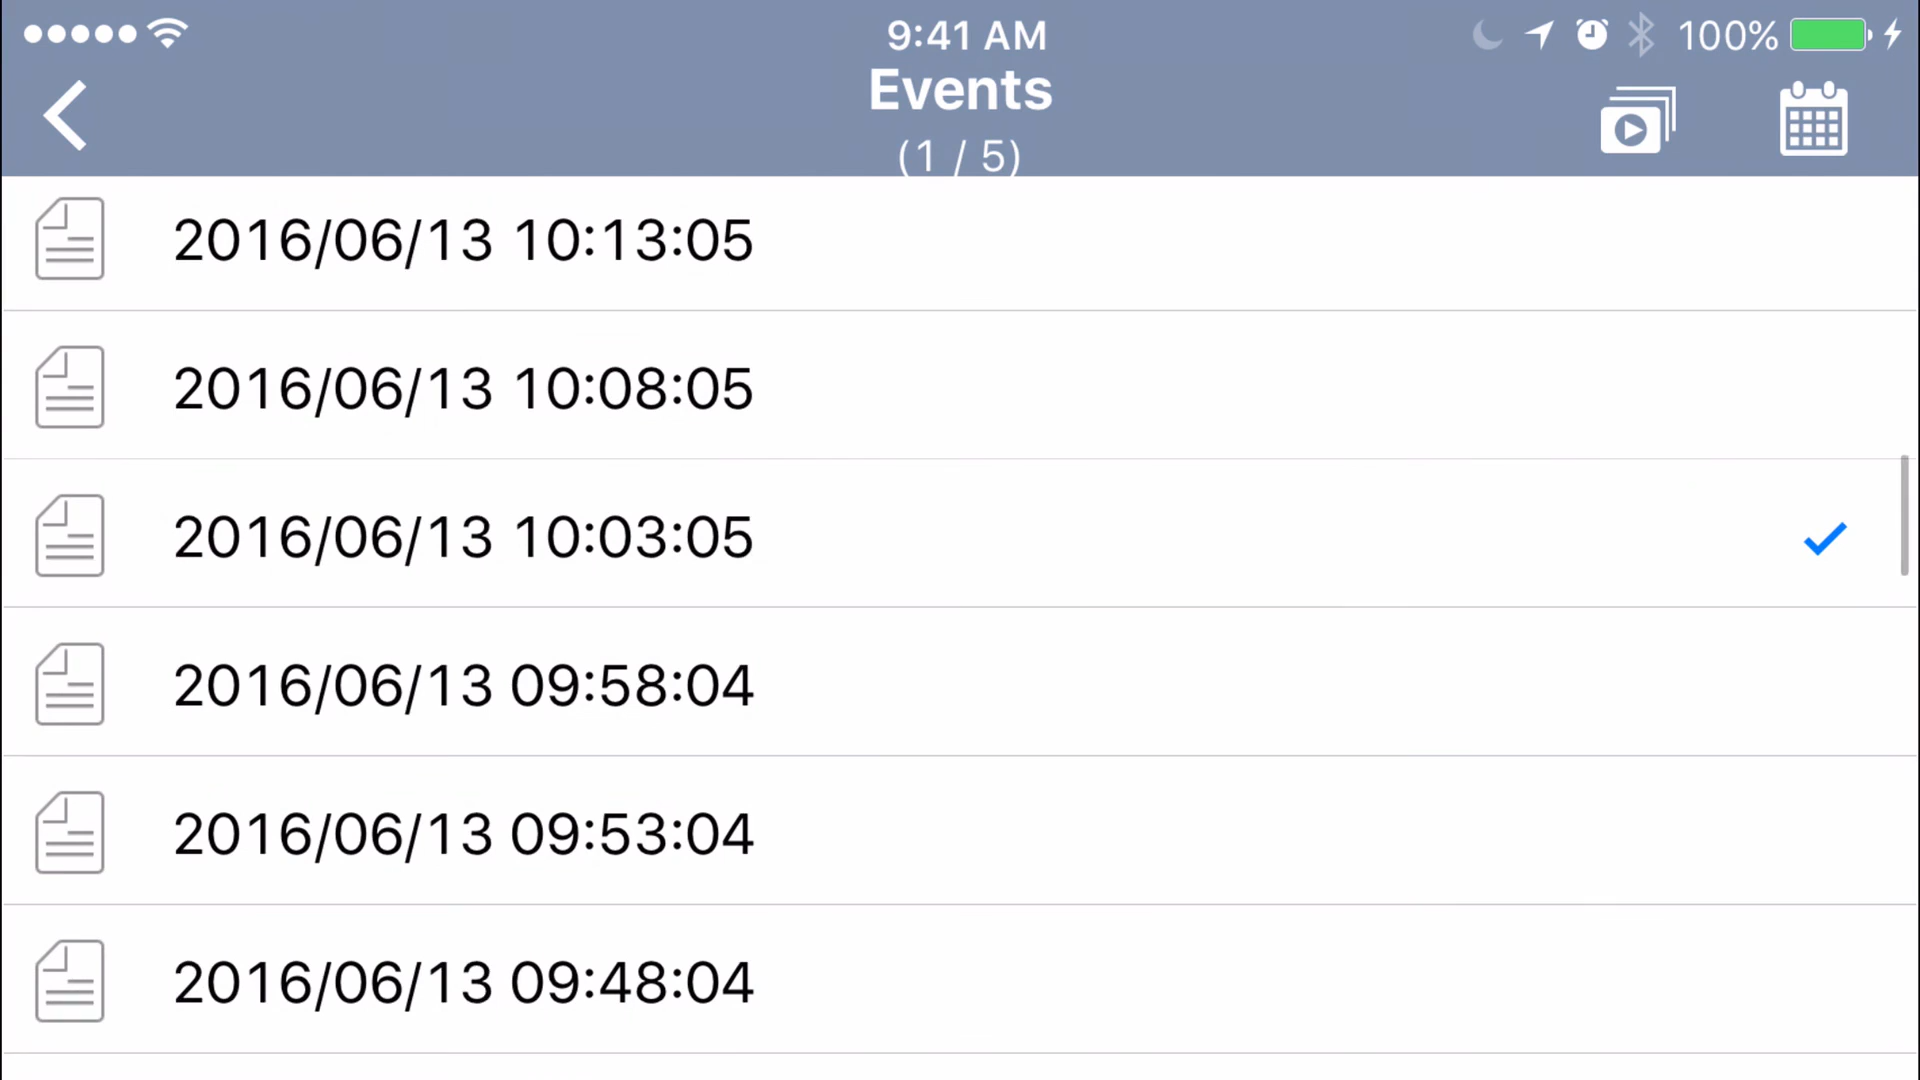 9:41 AM
100%
Events
(1 / 5)
2016/06/13 10:13:05
2016/06/13 10:08:05
2016/06/13 10:03:05
2016/06/13 09:58:04
2016/06/13 09:53:04
2016/06/13 09:48:04